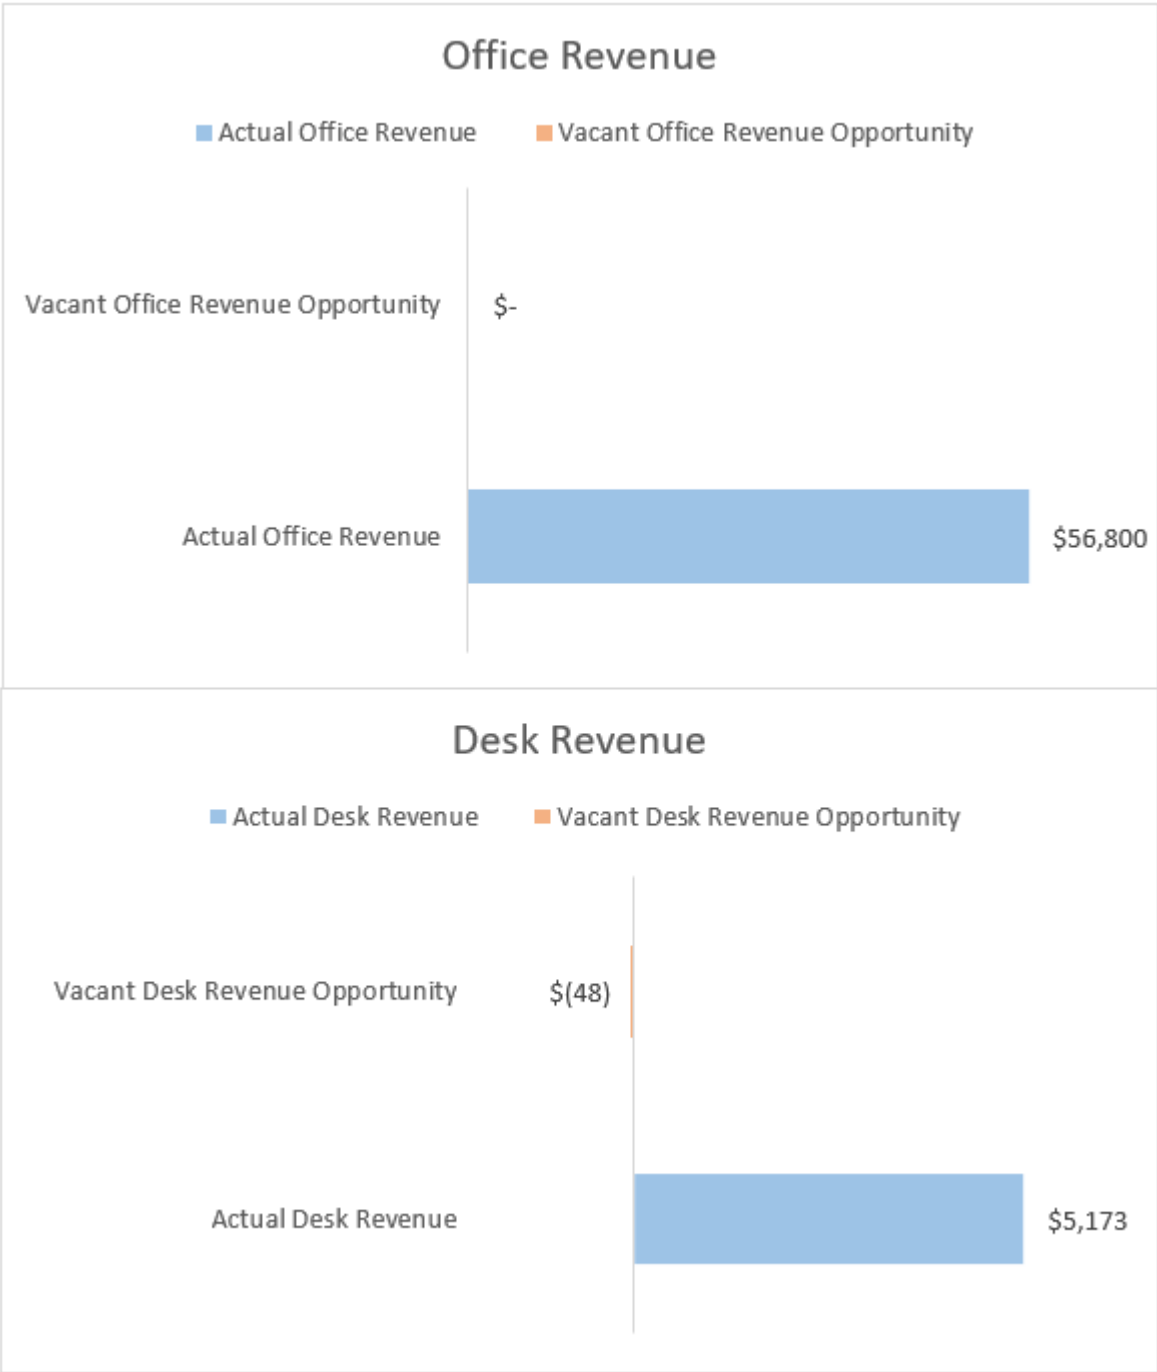 Office Revenue
Actual Office Revenue Vacant Office Revenue Opportunity
Vacant Office Revenue Opportunity $-
Actual Office Revenue $56,800
Desk Revenue
Actual Desk Revenue Vacant Desk Revenue Opportunity
Vacant Desk Revenue Opportunity $(48)
Actual Desk Revenue $5,173